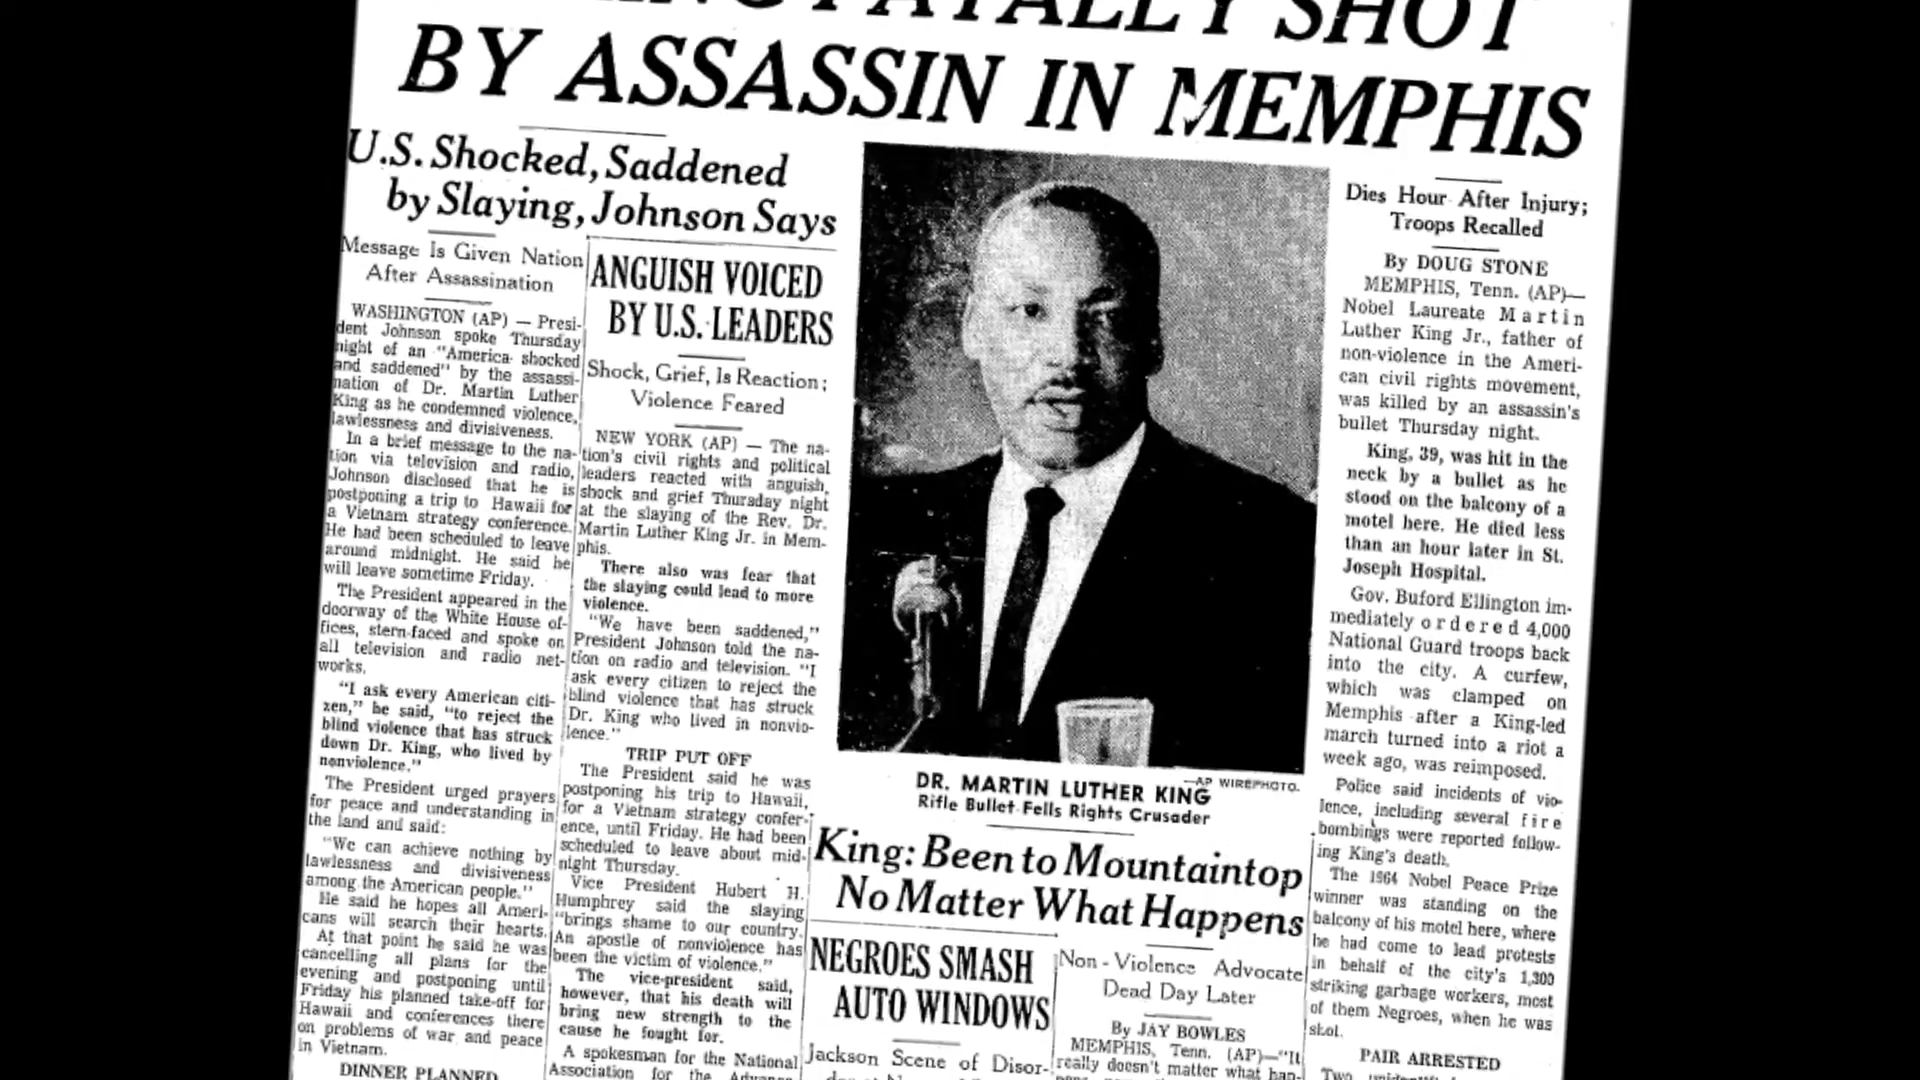 FATALLY SHOT
BY ASSASSIN IN MEMPHIS
U.S. Shocked, Saddened
by Slaying, Johnson Says
Message Is Given Nation
After Assassination
WASHINGTON (AP) — Presi-
dent Johnson spoke Thursday
night of an "America shocked
and saddened" by the assassi-
nation of Dr. Martin Luther
King as he condemned violence,
lawlessness and divisiveness.
In a brief message to the na-
tion via television and radio,
Johnson disclosed that he is
postponing a trip to Hawaii for
a Vietnam strategy conference.
He had been scheduled to leave
around midnight. He said he
will leave sometime Friday.
The President appeared in the
doorway of the White House of-
fices, stern-faced and spoke on
all television and radio net-
works.
"I ask every American citi-
zen," he said, "to reject the
blind violence that has struck
down Dr. King, who lived by
nonviolence."
The President urged prayers
for peace and understanding in
the land and said:
"We can achieve nothing by
lawlessness and divisiveness
among the American people."
He said he hopes all Ameri-
cans will search their hearts.
At that point he said he was
cancelling all plans for the
evening and postponing until
Friday his planned take-off for
Hawaii and conferences there
on problems of war and peace
in Vietnam.
DINNER PLANNED
ANGUISH VOICED
BY U.S. LEADERS
Shock, Grief, Is Reaction;
Violence Feared
NEW YORK (AP) — The na-
tion's civil rights and political
leaders reacted with anguish,
shock and grief Thursday night
at the slaying of the Rev. Dr.
Martin Luther King Jr. in Mem-
phis.
There also was fear that
the slaying could lead to more
violence.
"We have been saddened,"
President Johnson told the na-
tion on radio and television. "I
ask every citizen to reject the
blind violence that has struck
Dr. King who lived in nonvio-
lence."
TRIP PUT OFF
The President said he was
postponing his trip to Hawaii,
for a Vietnam strategy confer-
ence, until Friday. He had been
scheduled to leave about mid-
night Thursday.
Vice President Hubert H.
Humphrey said the slaying
"brings shame to our country.
An apostle of nonviolence has
been the victim of violence."
The vice-president said,
however, that his death will
bring new strength to the
cause he fought for.
A spokesman for the National
Association for the Advance-
—AP WIREPHOTO.
DR. MARTIN LUTHER KING
Rifle Bullet Fells Rights Crusader
King: Been to Mountaintop
No Matter What Happens
NEGROES SMASH
AUTO WINDOWS
Jackson Scene of Disor-
Non-Violence Advocate
Dead Day Later
By JAY BOWLES
MEMPHIS, Tenn. (AP)—"It
really doesn't matter what hap-
Dies Hour After Injury;
Troops Recalled
By DOUG STONE
MEMPHIS, Tenn. (AP)—
Nobel Laureate Martin
Luther King Jr., father of
non-violence in the Ameri-
can civil rights movement,
was killed by an assassin's
bullet Thursday night.
King, 39, was hit in the
neck by a bullet as he
stood on the balcony of a
motel here. He died less
than an hour later in St.
Joseph Hospital.
Gov. Buford Ellington im-
mediately ordered 4,000
National Guard troops back
into the city. A curfew,
which was clamped on
Memphis after a King-led
march turned into a riot a
week ago, was reimposed.
Police said incidents of vio-
lence, including several fire
bombings were reported follow-
ing King's death.
The 1964 Nobel Peace Prize
winner was standing on the
balcony of his motel here, where
he had come to lead protests
in behalf of the city's 1,300
striking garbage workers, most
of them Negroes, when he was
shot.
PAIR ARRESTED
Two